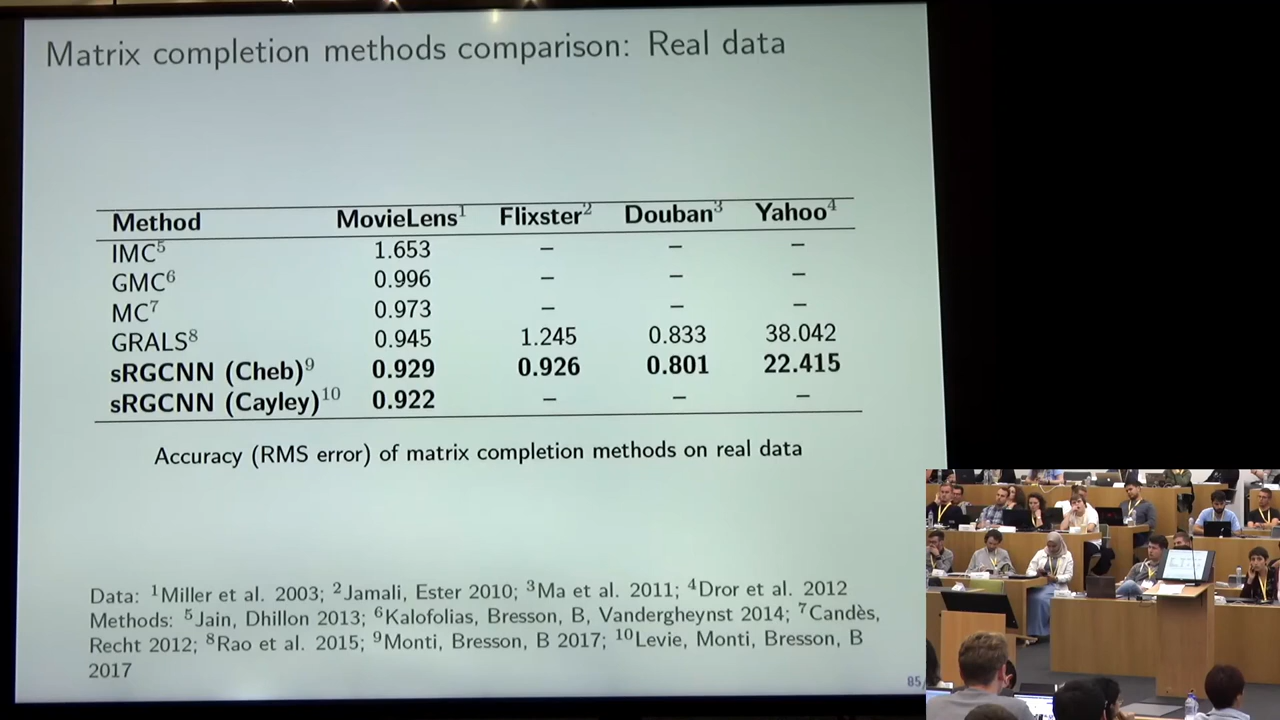 Matrix completion methods comparison: Real data
Method MovieLens¹ Flixster² Douban³ Yahoo⁴
IMC⁵ 1.653 – – –
GMC⁶ 0.996 – – –
MC⁷ 0.973 – – –
GRALS⁸ 0.945 1.245 0.833 38.042
sRGCNN (Cheb)⁹ 0.929 0.926 0.801 22.415
sRGCNN (Cayley)¹⁰ 0.922 – – –
Accuracy (RMS error) of matrix completion methods on real data
Data: ¹Miller et al. 2003; ²Jamali, Ester 2010; ³Ma et al. 2011; ⁴Dror et al. 2012
Methods: ⁵Jain, Dhillon 2013; ⁶Kalofolias, Bresson, B, Vandergheynst 2014; ⁷Candès,
Recht 2012; ⁸Rao et al. 2015; ⁹Monti, Bresson, B 2017; ¹⁰Levie, Monti, Bresson, B
2017
85/